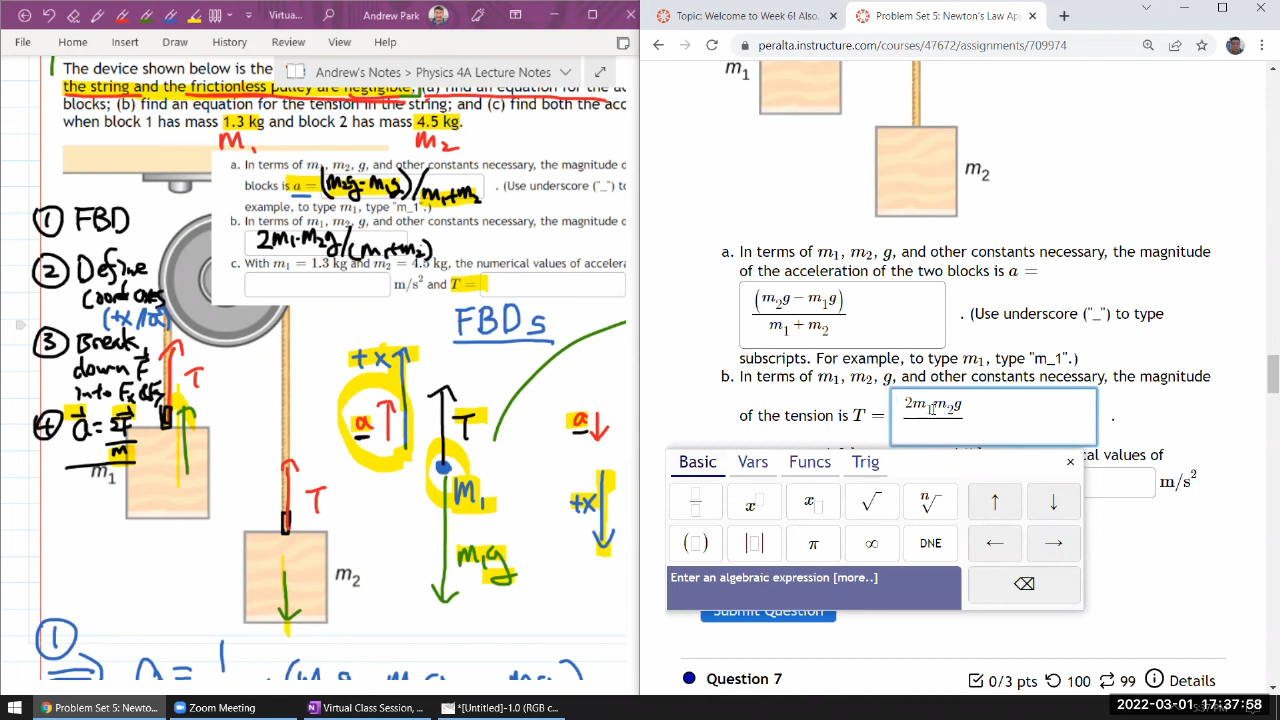 Virtua...
Andrew Park
File Home Insert Draw History Review View Help
Andrew's Notes > Physics 4A Lecture Notes
The device shown below is the
the string and the frictionless pulley are negligible, (a) find an equation for the ac
blocks; (b) find an equation for the tension in the string; and (c) find both the acc
when block 1 has mass 1.3 kg and block 2 has mass 4.5 kg.
M₁ M₂
a. In terms of m₁, m₂, g, and other constants necessary, the magnitude o
blocks is a = (m₂g-m₁g)/m₁+m₂ . (Use underscore ("_") to
example, to type m₁, type "m_1".)
b. In terms of m₁, m₂, g, and other constants necessary, the magnitude o
2m₁·m₂g/(m₁+m₂)
c. With m₁ = 1.3 kg and m₂ = 4.5 kg, the numerical values of accelera
m/s² and T =
① FBD
② Define
Coord axes
(+x // a)
③ Break
down F
into Fx & Fy
④ a = ΣF
m
m₁
T
T
m₂
FBDs
+x
a
T
M₁
m₁g
a
+x
①
a = 1
Topic: Welcome to Week 6! Also
Problem Set 5: Newton's Law Ap
peralta.instructure.com/courses/47672/assignments/709974
m₁
m₂
a. In terms of m₁, m₂, g, and other constants necessary, the magnitude
of the acceleration of the two blocks is a =
(m₂g − m₁g)
m₁ + m₂
. (Use underscore ("_") to type
subscripts. For example, to type m₁, type "m_1".)
b. In terms of m₁, m₂, g, and other constants necessary, the magnitude
of the tension is T =
2m₁m₂g
.
cal values of
m/s²
Basic Vars Funcs Trig ×
√ ⁿ√ ↑ ↓
( ) | | π ∞ DNE ← →
Enter an algebraic expression [more..]
Submit Question
Question 7
0/3 pts 100 99 Details
Problem Set 5: Newto...
Zoom Meeting
Virtual Class Session, ...
*[Untitled]-1.0 (RGB c...
2022-03-01 17:37:58